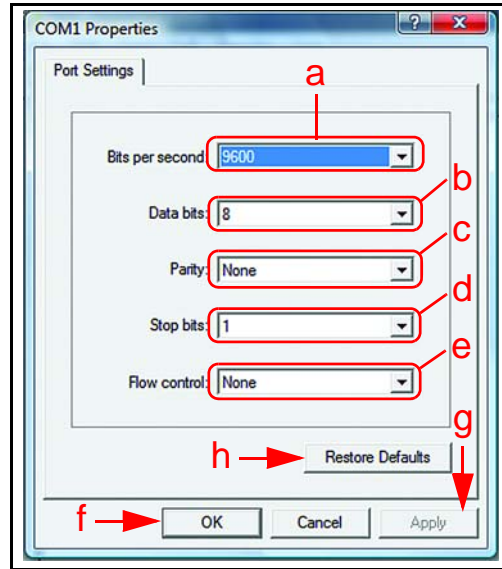 COM1 Properties
?
X
Port Settings
a
Bits per second: 9600
b
Data bits: 8
c
Parity: None
d
Stop bits: 1
e
Flow control: None
g
h
Restore Defaults
f
OK
Cancel
Apply